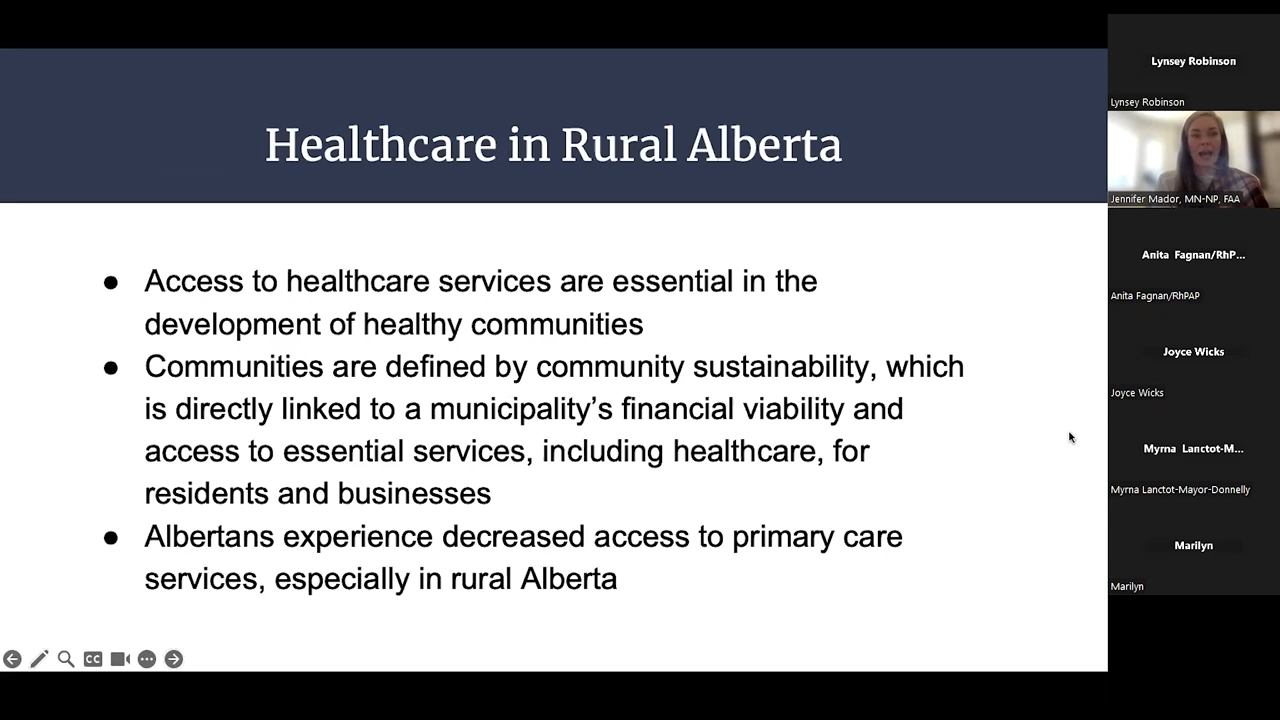 Healthcare in Rural Alberta
● Access to healthcare services are essential in the
development of healthy communities
● Communities are defined by community sustainability, which
is directly linked to a municipality’s financial viability and
access to essential services, including healthcare, for
residents and businesses
● Albertans experience decreased access to primary care
services, especially in rural Alberta
CC
Lynsey Robinson
Lynsey Robinson
Jennifer Mador, MN-NP, FAA
Anita Fagnan/RhP...
Anita Fagnan/RhPAP
Joyce Wicks
Joyce Wicks
Myrna Lanctot-M...
Myrna Lanctot-Mayor-Donnelly
Marilyn
Marilyn